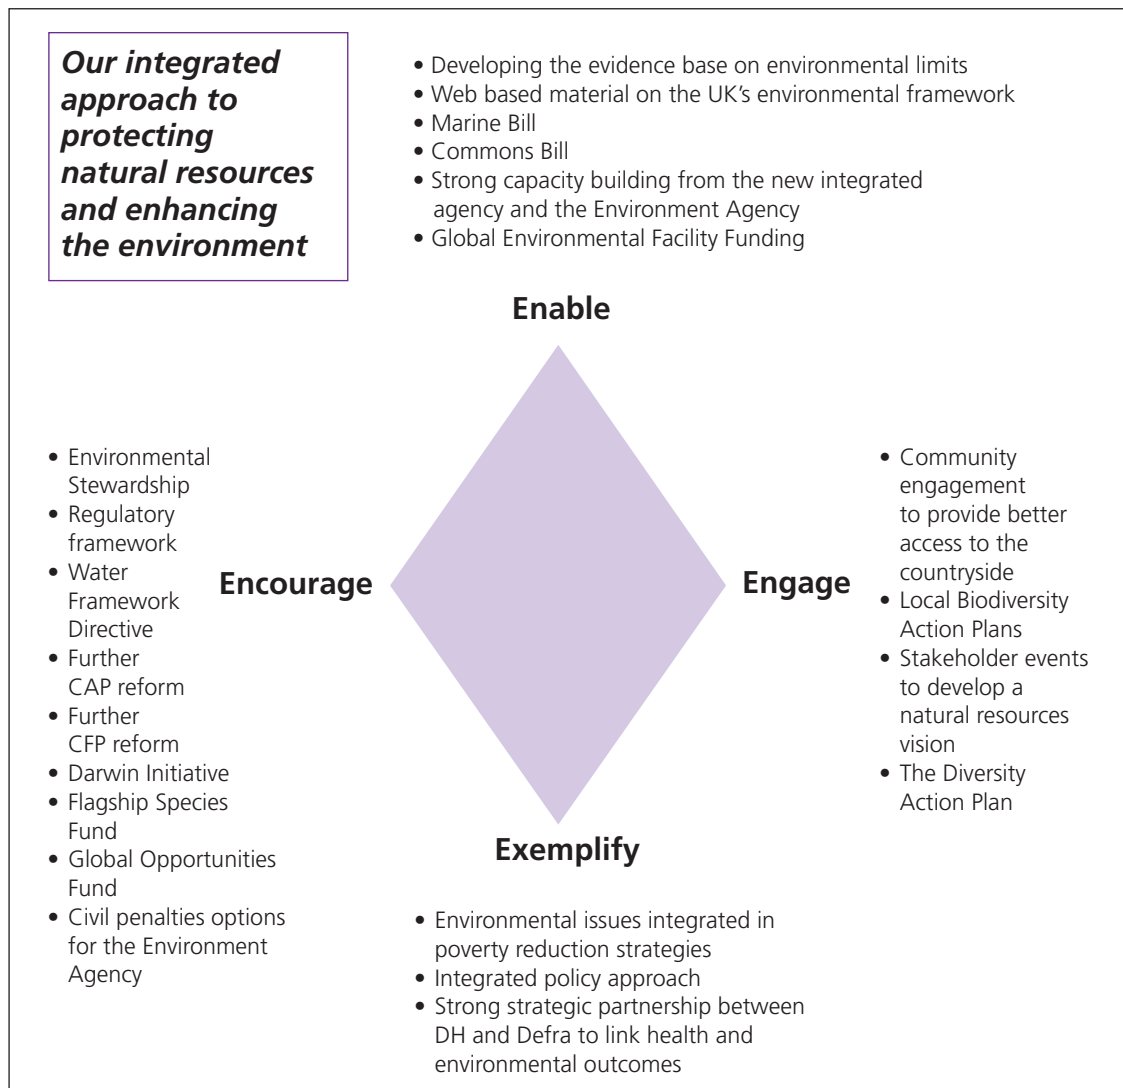 Our integrated
approach to
protecting
natural resources
and enhancing
the environment
• Developing the evidence base on environmental limits
• Web based material on the UK's environmental framework
• Marine Bill
• Commons Bill
• Strong capacity building from the new integrated
agency and the Environment Agency
• Global Environmental Facility Funding
Enable
• Environmental
Stewardship
• Regulatory
framework
• Water
Framework
Directive
• Further
CAP reform
• Further
CFP reform
• Darwin Initiative
• Flagship Species
Fund
• Global Opportunities
Fund
• Civil penalties options
for the Environment
Agency
Encourage
Engage
• Community
engagement
to provide better
access to the
countryside
• Local Biodiversity
Action Plans
• Stakeholder events
to develop a
natural resources
vision
• The Diversity
Action Plan
Exemplify
• Environmental issues integrated in
poverty reduction strategies
• Integrated policy approach
• Strong strategic partnership between
DH and Defra to link health and
environmental outcomes